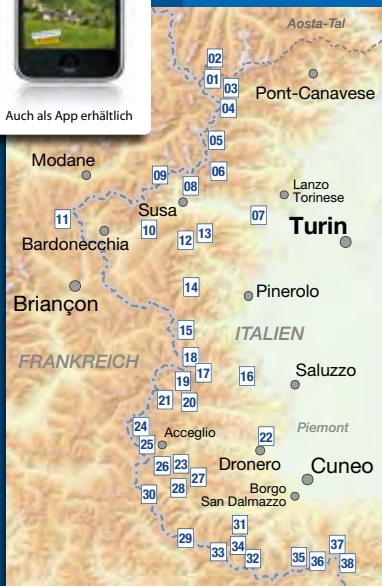 Auch als App erhältlich
Aosta-Tal
02
01
03
Pont-Canavese
04
05
Modane
06
09
08
Lanzo
Torinese
Susa
11
07
10
12
13
Turin
Bardonecchia
14
Pinerolo
Briançon
15
ITALIEN
FRANKREICH
18
17
16
Saluzzo
19
21
20
24
Piemont
Acceglio
22
25
26
23
Dronero
Cuneo
27
28
30
Borgo
San Dalmazzo
31
29
33
34
32
35
36
37
38